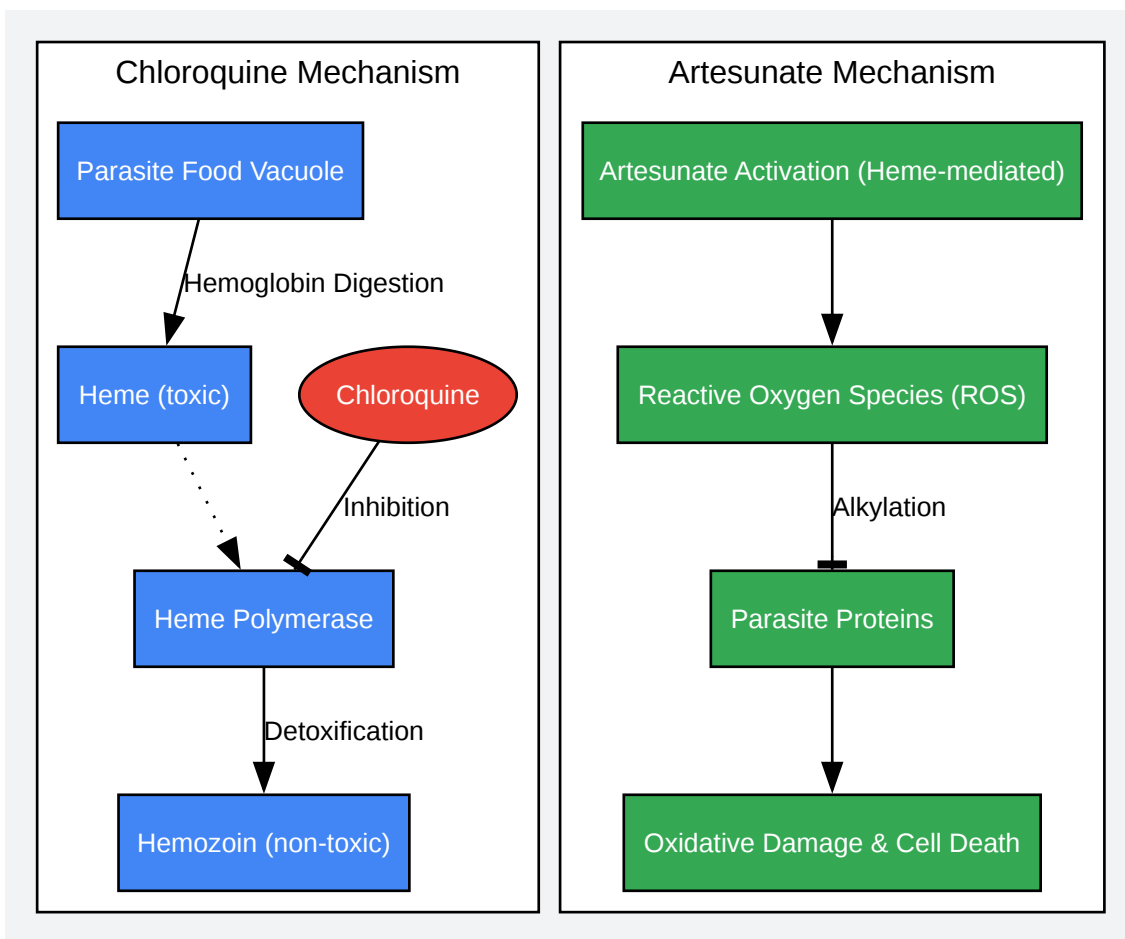 Chloroquine Mechanism
Parasite Food Vacuole
Hemoglobin Digestion
Heme (toxic)
Chloroquine
Inhibition
Heme Polymerase
Detoxification
Hemozoin (non-toxic)
Artesunate Mechanism
Artesunate Activation (Heme-mediated)
Reactive Oxygen Species (ROS)
Alkylation
Parasite Proteins
Oxidative Damage & Cell Death